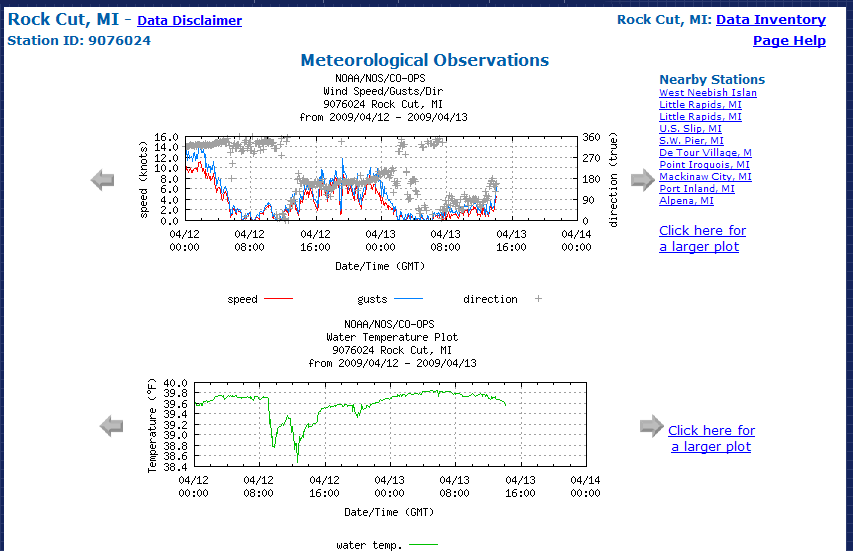 Rock Cut, MI - Data Disclaimer
Rock Cut, MI: Data Inventory
Station ID: 9076024
Page Help
Meteorological Observations
NOAA/NOS/CO-OPS
Wind Speed/Gusts/Dir
9076024 Rock Cut, MI
from 2009/04/12 - 2009/04/13
speed (knots)
16.0
14.0
12.0
10.0
8.0
6.0
4.0
2.0
0.0
360
270
180
90
0
direction (true)
04/12 04/12 04/12 04/13 04/13 04/13 04/14
00:00 08:00 16:00 00:00 08:00 16:00 00:00
Date/Time (GMT)
speed gusts direction
Nearby Stations
West Neebish Islan
Little Rapids, MI
Little Rapids, MI
U.S. Slip, MI
S.W. Pier, MI
De Tour Village, M
Point Iroquois, MI
Mackinaw City, MI
Port Inland, MI
Alpena, MI
Click here for
a larger plot
NOAA/NOS/CO-OPS
Water Temperature Plot
9076024 Rock Cut, MI
from 2009/04/12 - 2009/04/13
Temperature (°F)
40.0
39.8
39.6
39.4
39.2
39.0
38.8
38.6
38.4
04/12 04/12 04/12 04/13 04/13 04/13 04/14
00:00 08:00 16:00 00:00 08:00 16:00 00:00
Date/Time (GMT)
water temp.
Click here for
a larger plot